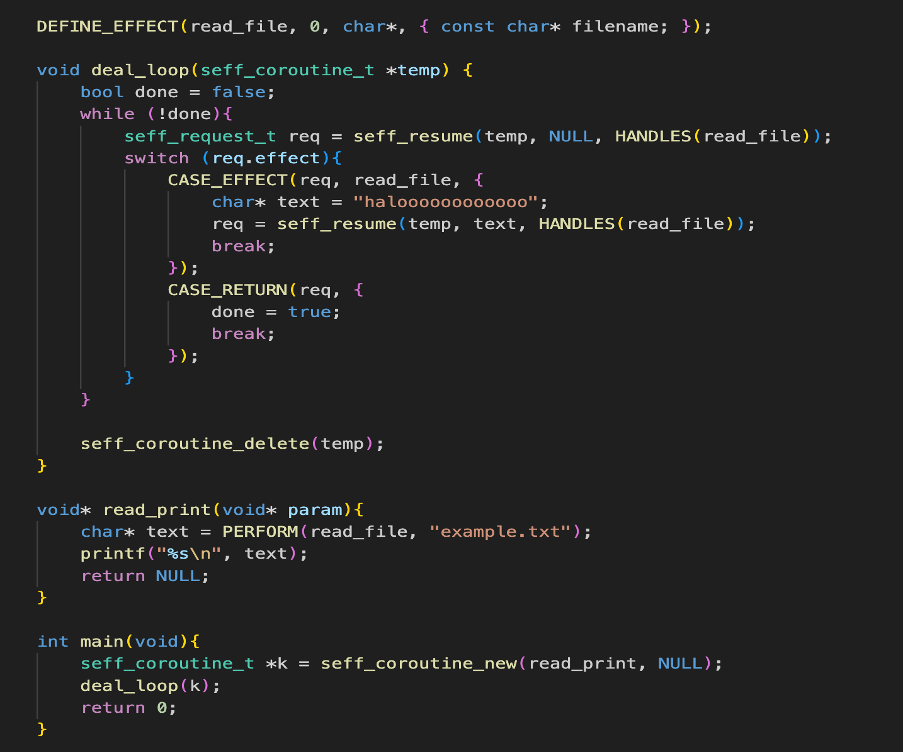 DEFINE_EFFECT(read_file, 0, char*, { const char* filename; });
void deal_loop(seff_coroutine_t *temp) {
bool done = false;
while (!done){
seff_request_t req = seff_resume(temp, NULL, HANDLES(read_file));
switch (req.effect){
CASE_EFFECT(req, read_file, {
char* text = "halooooooooooooo";
req = seff_resume(temp, text, HANDLES(read_file));
break;
});
CASE_RETURN(req, {
done = true;
break;
});
}
}
seff_coroutine_delete(temp);
}
void* read_print(void* param){
char* text = PERFORM(read_file, "example.txt");
printf("%s\n", text);
return NULL;
}
int main(void){
seff_coroutine_t *k = seff_coroutine_new(read_print, NULL);
deal_loop(k);
return 0;
}